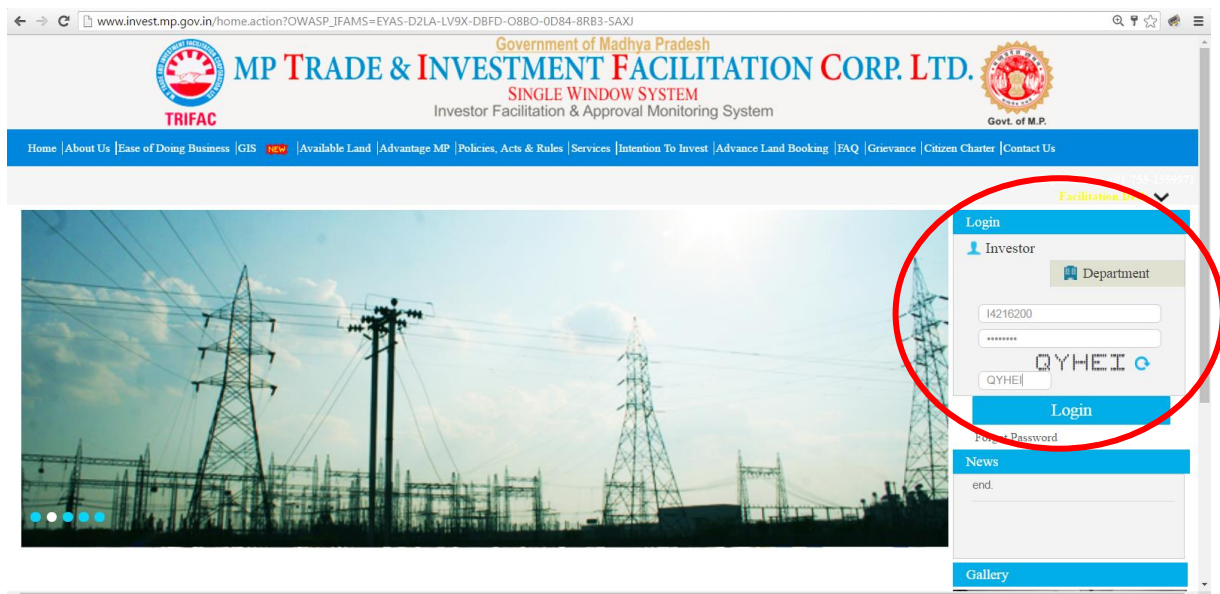 www.invest.mp.gov.in/home.action?OWASP_IFAMS=EYAS-D2LA-LV9X-DBFD-O8BO-0D84-8RB3-SAXJ
Government of Madhya Pradesh
MP TRADE & INVESTMENT FACILITATION CORP. LTD.
SINGLE WINDOW SYSTEM
Investor Facilitation & Approval Monitoring System
TRIFAC
Govt. of M.P.
Home |About Us |Ease of Doing Business |GIS NEW |Available Land |Advantage MP |Policies, Acts & Rules |Services |Intention To Invest |Advance Land Booking |FAQ |Grievance |Citizen Charter |Contact Us
Facilitation
Login
Investor
Department
I4216200
••••••••
QYHEI
QYHEI
Login
Forgot Password
News
end.
Gallery